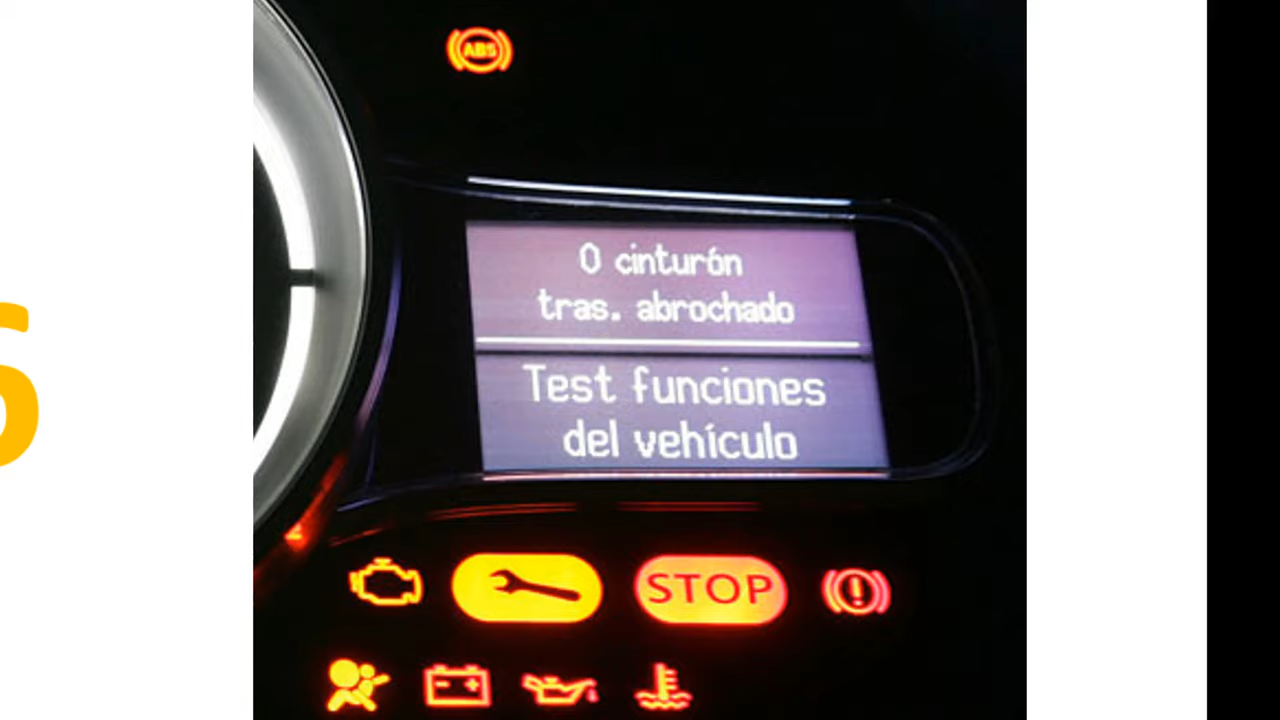 ABS
0 cinturón
tras. abrochado
Test funciones
del vehículo
STOP